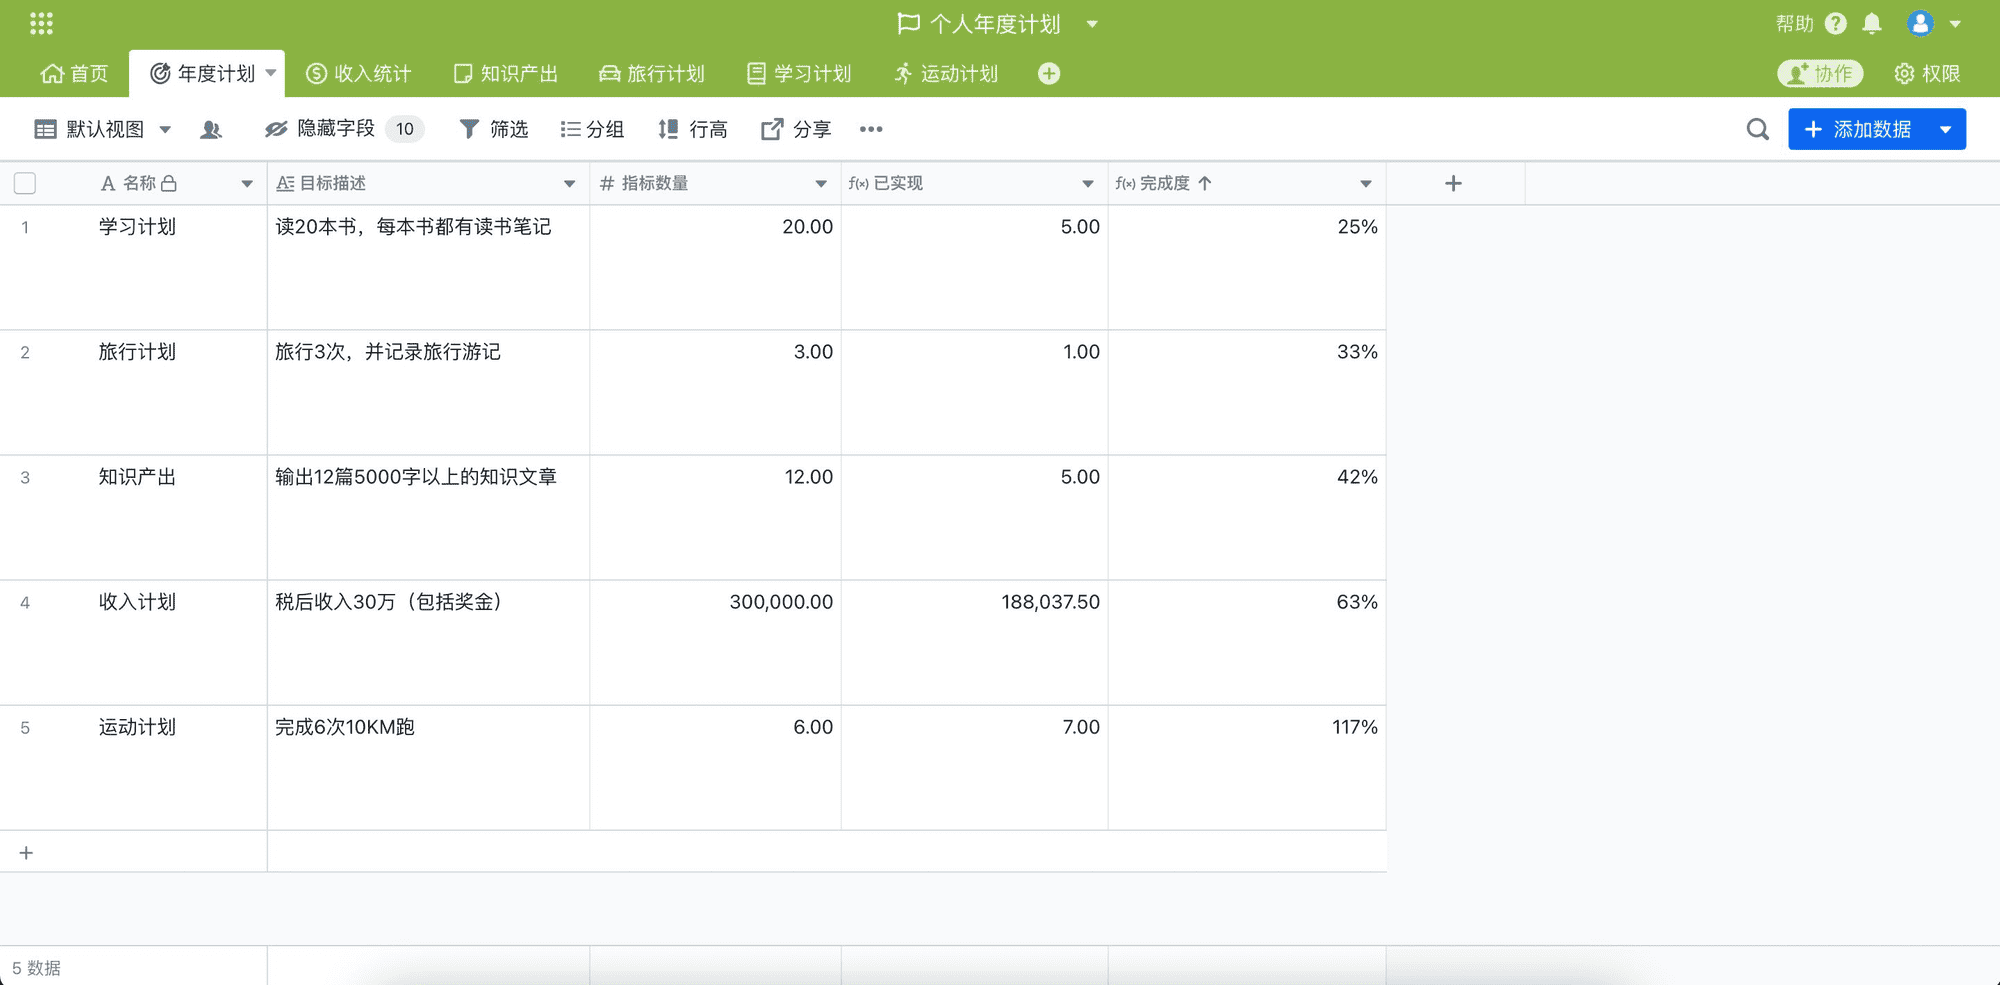 个人年度计划
帮助
首页 年度计划 收入统计 知识产出 旅行计划 学习计划 运动计划 协作 权限
默认视图 隐藏字段 10 筛选 分组 行高 分享 添加数据
名称 目标描述 # 指标数量 f(x) 已实现 f(x) 完成度
1 学习计划 读20本书，每本书都有读书笔记 20.00 5.00 25%
2 旅行计划 旅行3次，并记录旅行游记 3.00 1.00 33%
3 知识产出 输出12篇5000字以上的知识文章 12.00 5.00 42%
4 收入计划 税后收入30万（包括奖金） 300,000.00 188,037.50 63%
5 运动计划 完成6次10KM跑 6.00 7.00 117%
5 数据